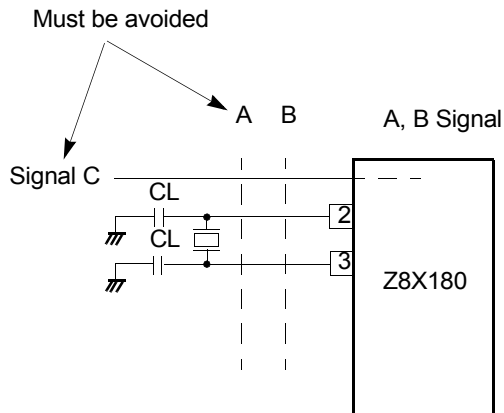 Must be avoided
A B A, B Signal
Signal C
CL
2
CL
3
Z8X180